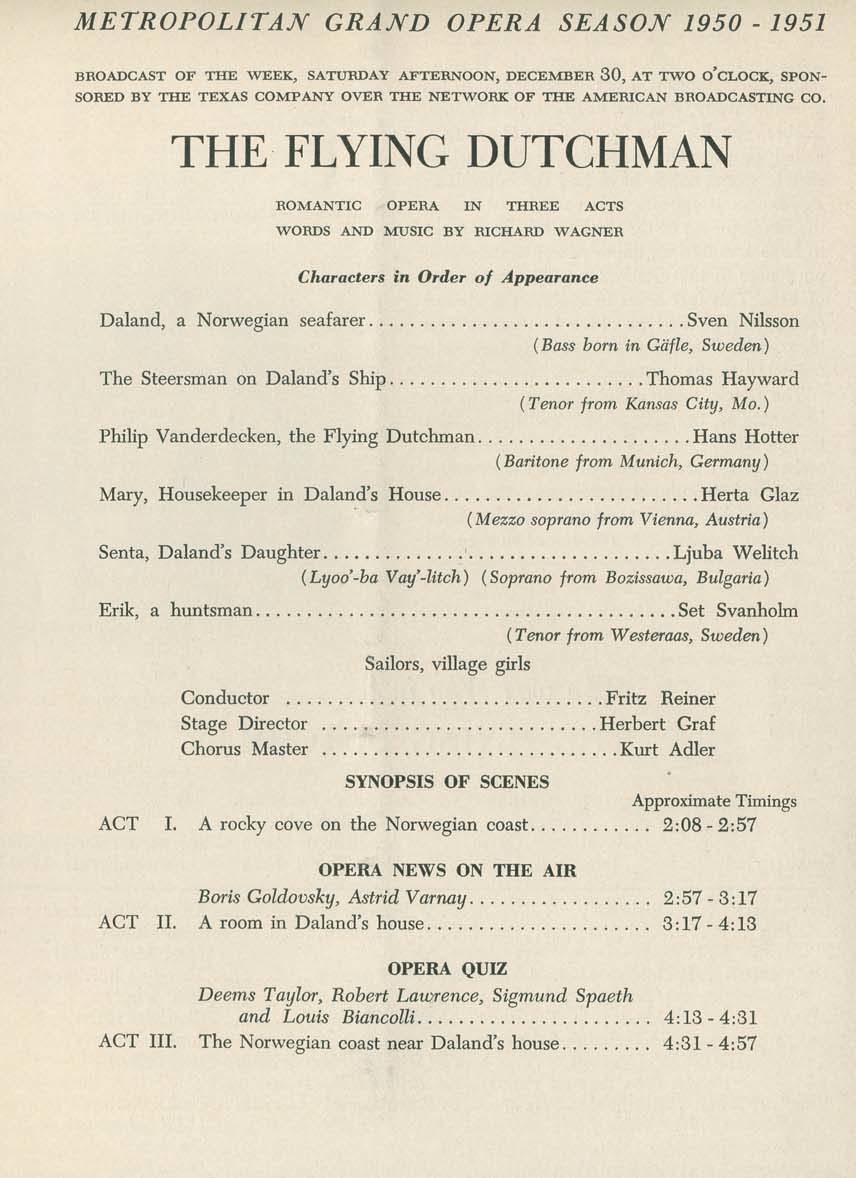 METROPOLITAN GRAND OPERA SEASON 1950 - 1951
BROADCAST OF THE WEEK, SATURDAY AFTERNOON, DECEMBER 30, AT TWO O'CLOCK, SPON-
SORED BY THE TEXAS COMPANY OVER THE NETWORK OF THE AMERICAN BROADCASTING CO.
THE FLYING DUTCHMAN
ROMANTIC OPERA IN THREE ACTS
WORDS AND MUSIC BY RICHARD WAGNER
Characters in Order of Appearance
Daland, a Norwegian seafarer............................... Sven Nilsson
(Bass born in Gäfle, Sweden)
The Steersman on Daland's Ship......................... Thomas Hayward
(Tenor from Kansas City, Mo.)
Philip Vanderdecken, the Flying Dutchman..................... Hans Hotter
(Baritone from Munich, Germany)
Mary, Housekeeper in Daland's House......................... Herta Glaz
(Mezzo soprano from Vienna, Austria)
Senta, Daland's Daughter.................................. Ljuba Welitch
(Lyoo'-ba Vay'-litch) (Soprano from Bozissawa, Bulgaria)
Erik, a huntsman......................................... Set Svanholm
(Tenor from Westeraas, Sweden)
Sailors, village girls
Conductor ............................... Fritz Reiner
Stage Director ........................... Herbert Graf
Chorus Master ............................. Kurt Adler
SYNOPSIS OF SCENES
Approximate Timings
ACT I. A rocky cove on the Norwegian coast............ 2:08 - 2:57
OPERA NEWS ON THE AIR
Boris Goldovsky, Astrid Varnay.................. 2:57 - 3:17
ACT II. A room in Daland's house...................... 3:17 - 4:13
OPERA QUIZ
Deems Taylor, Robert Lawrence, Sigmund Spaeth
and Louis Biancolli....................... 4:13 - 4:31
ACT III. The Norwegian coast near Daland's house......... 4:31 - 4:57